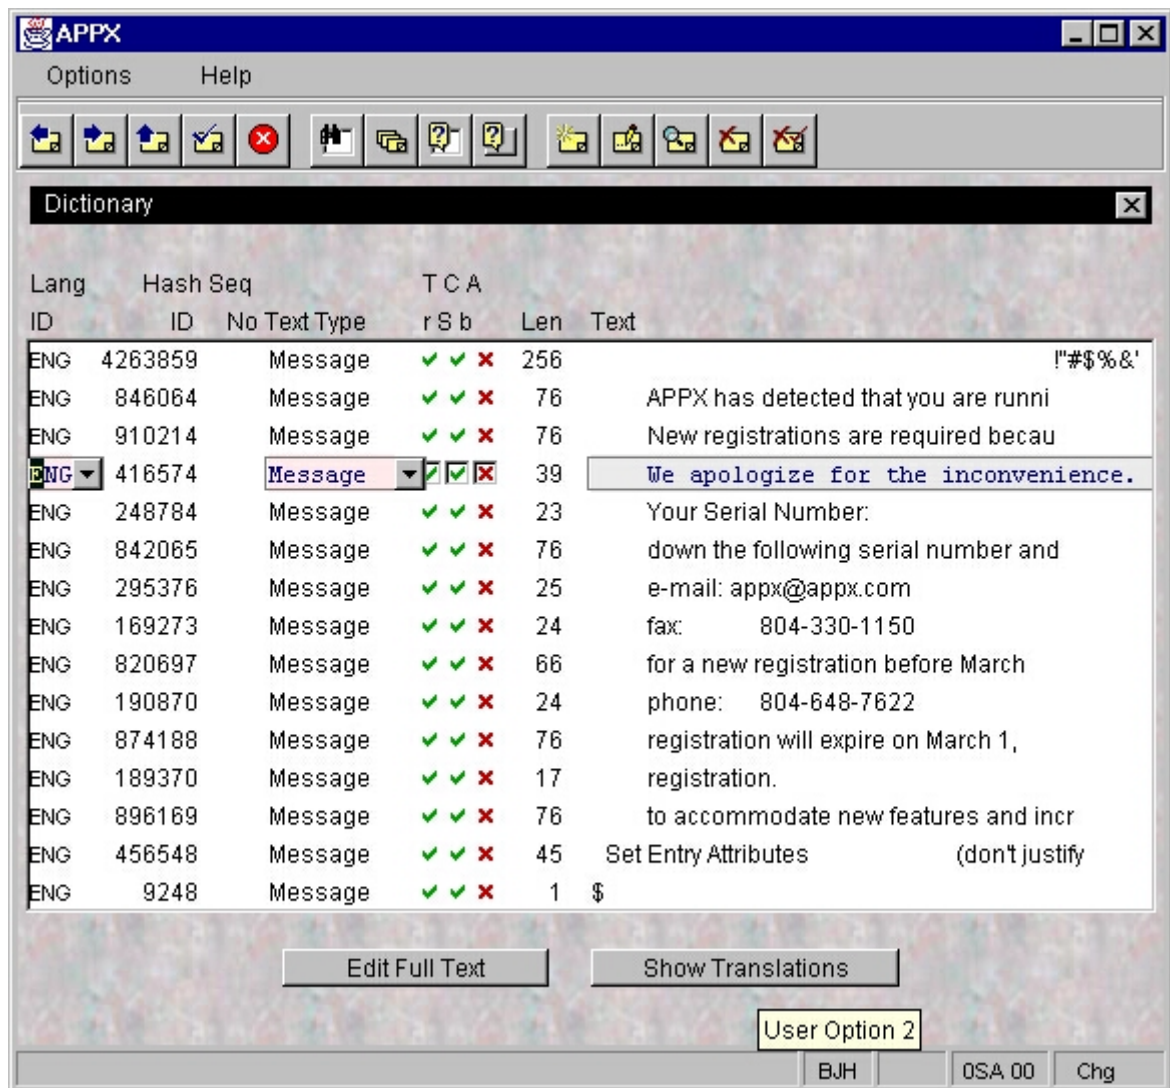 APPX
Options Help
Dictionary
Lang Hash Seq T C A
ID ID No Text Type r S b Len Text
ENG 4263859 Message 256 !"#$%&'
ENG 846064 Message 76 APPX has detected that you are runni
ENG 910214 Message 76 New registrations are required becau
ENG 416574 Message 39 We apologize for the inconvenience.
ENG 248784 Message 23 Your Serial Number:
ENG 842065 Message 76 down the following serial number and
ENG 295376 Message 25 e-mail: appx@appx.com
ENG 169273 Message 24 fax: 804-330-1150
ENG 820697 Message 66 for a new registration before March
ENG 190870 Message 24 phone: 804-648-7622
ENG 874188 Message 76 registration will expire on March 1,
ENG 189370 Message 17 registration.
ENG 896169 Message 76 to accommodate new features and incr
ENG 456548 Message 45 Set Entry Attributes (don't justify
ENG 9248 Message 1 $
Edit Full Text Show Translations
User Option 2
BJH 0SA 00 Chg